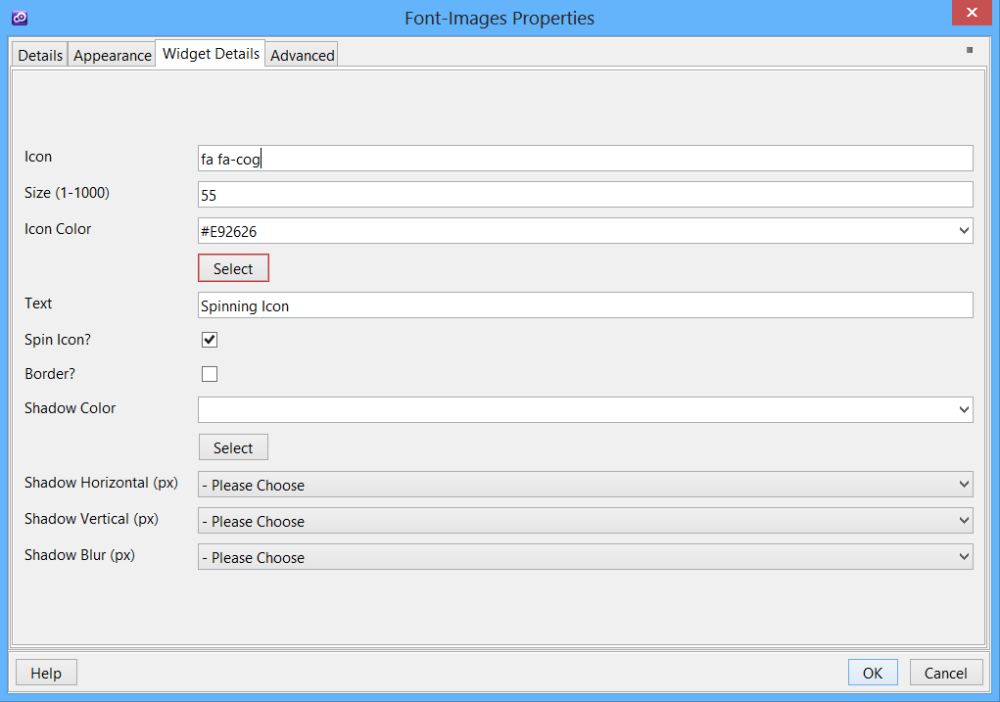 Font-Images Properties
Details Appearance Widget Details Advanced
Icon fa fa-cog
Size (1-1000) 55
Icon Color #E92626
Select
Text Spinning Icon
Spin Icon?
Border?
Shadow Color
Select
Shadow Horizontal (px) - Please Choose
Shadow Vertical (px) - Please Choose
Shadow Blur (px) - Please Choose
Help OK Cancel